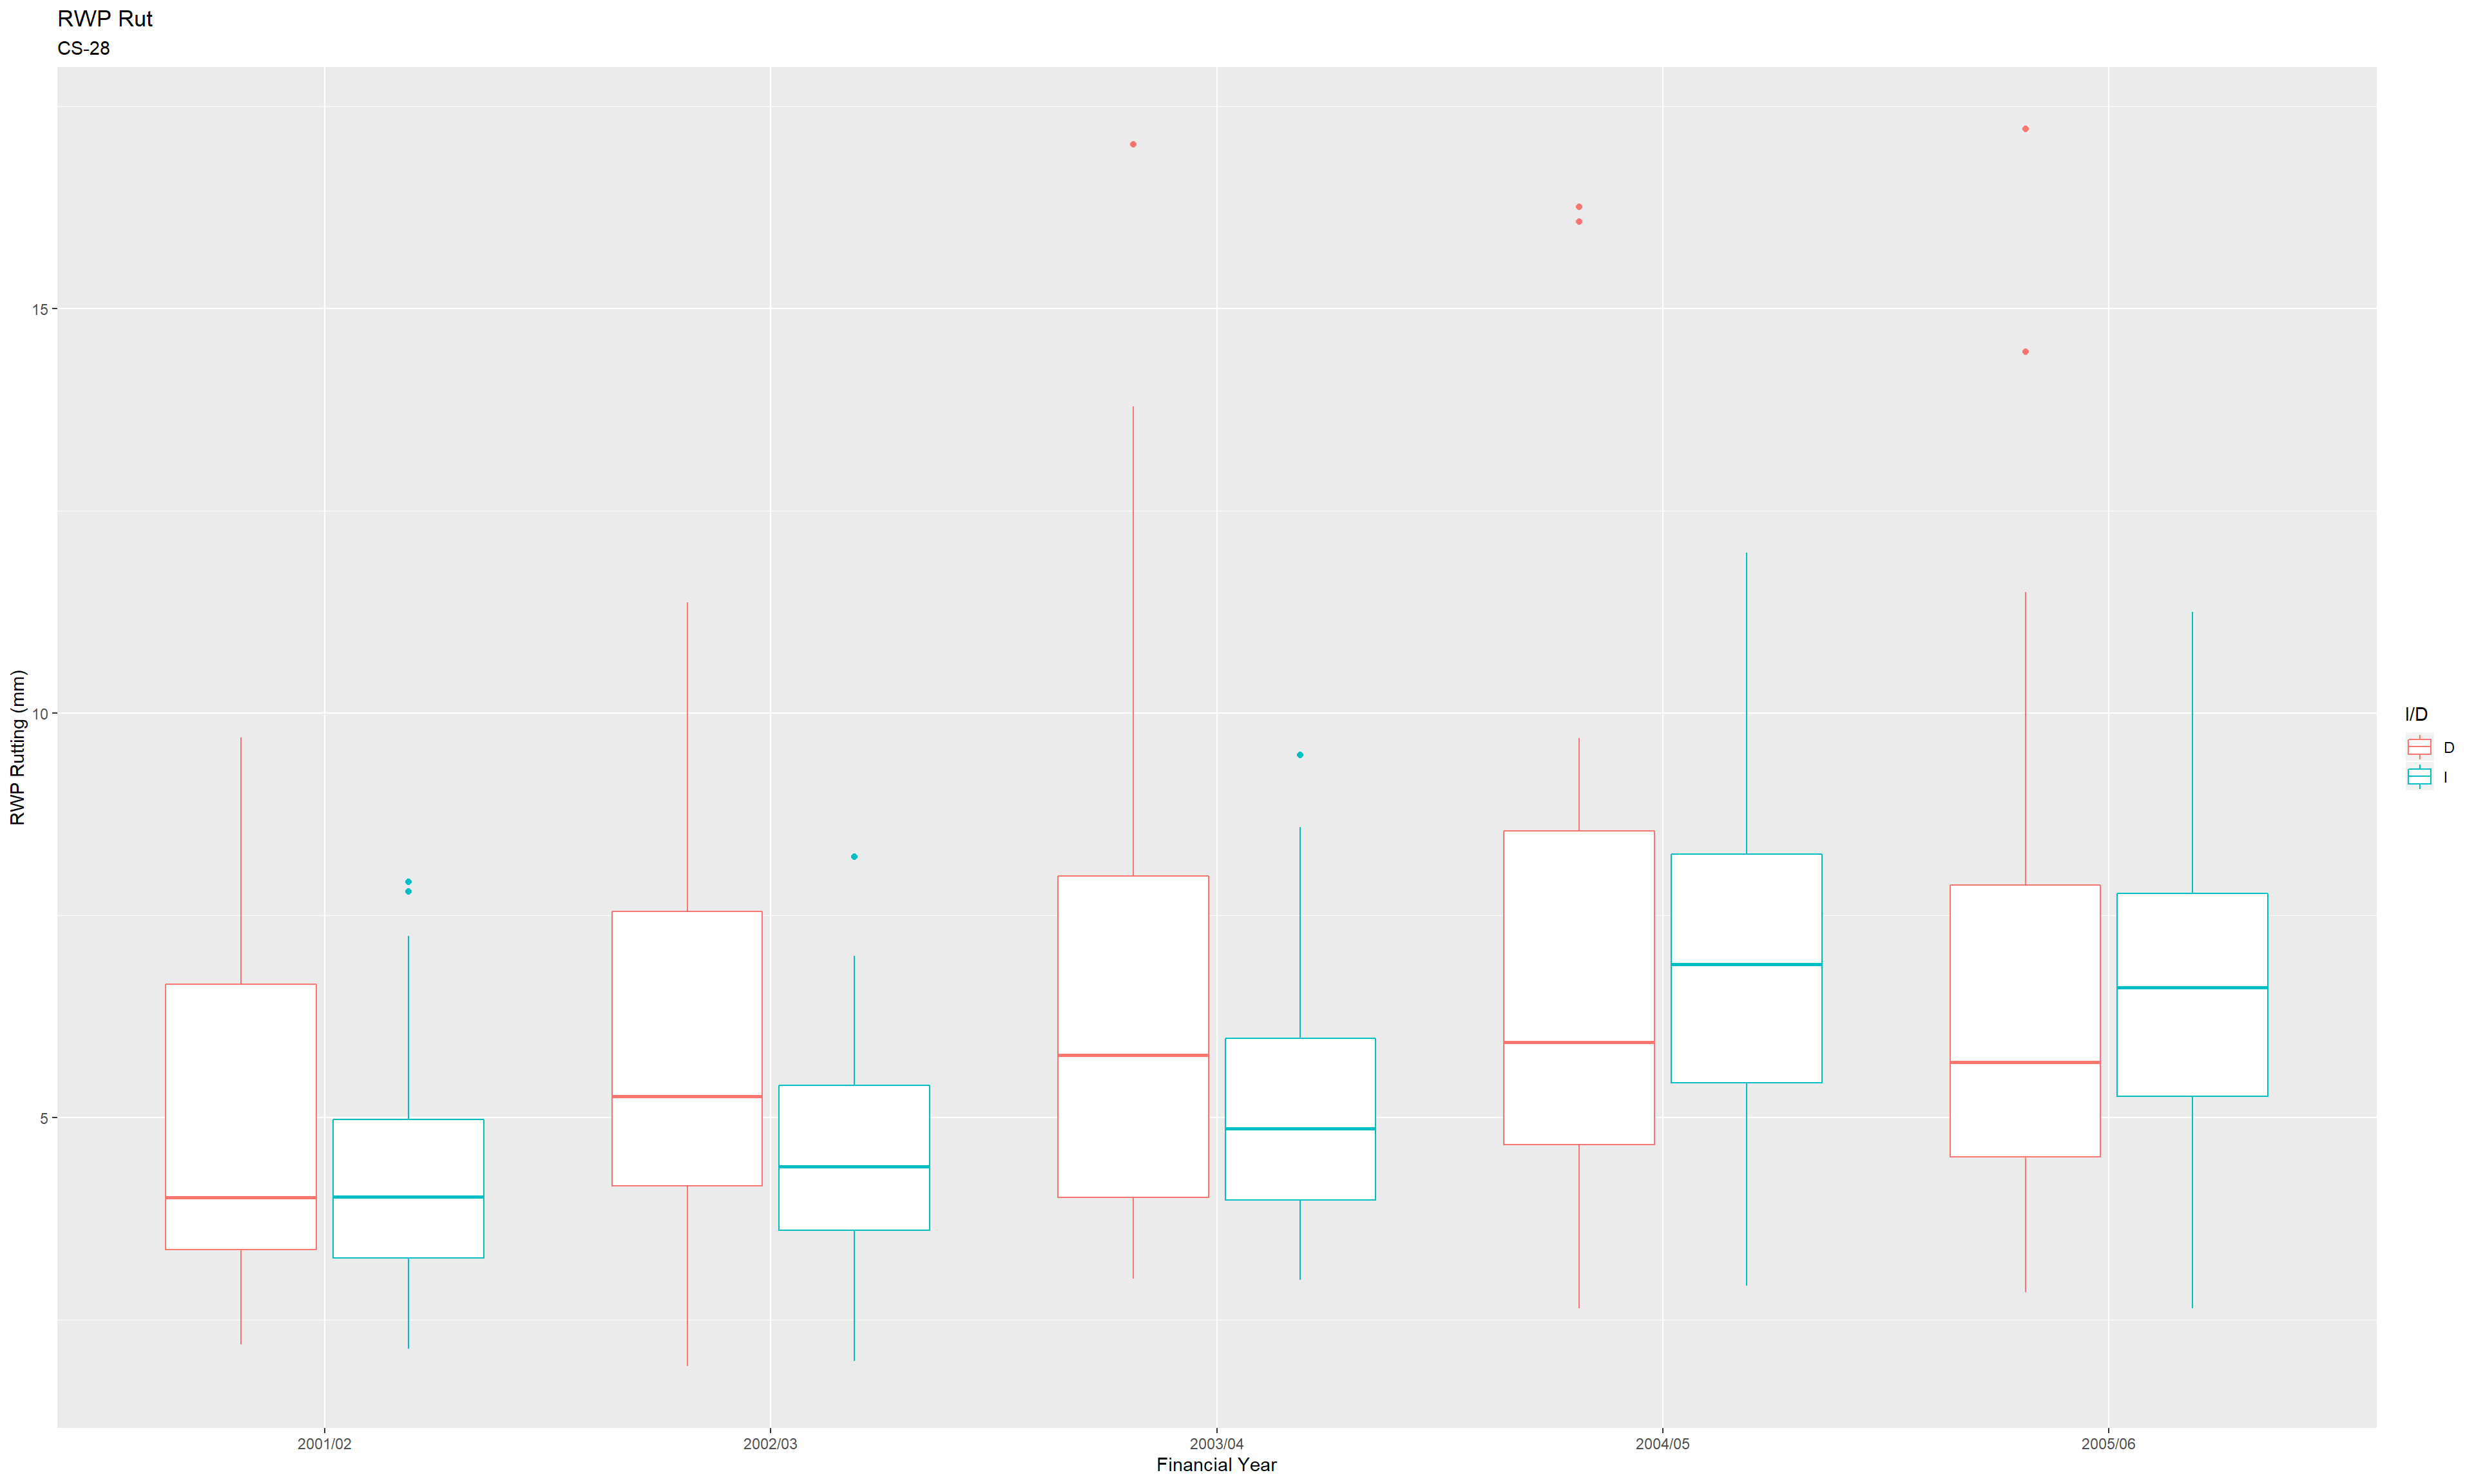 RWP Rut
CS-28
RWP Rutting (mm)
15
10
5
2001/02
2002/03
2003/04
2004/05
2005/06
Financial Year
I/D
D
I